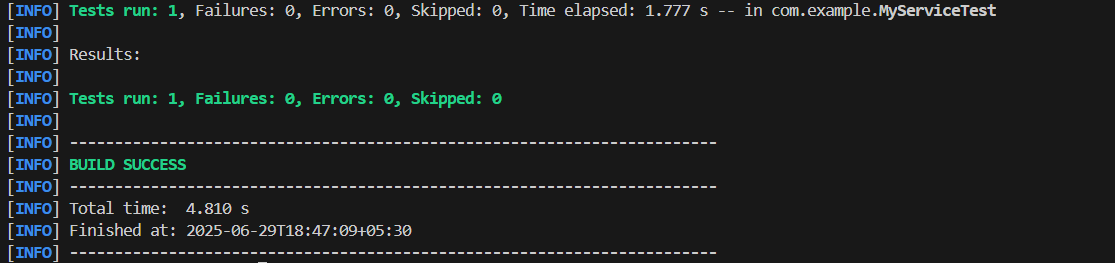 [INFO] Tests run: 1, Failures: 0, Errors: 0, Skipped: 0, Time elapsed: 1.777 s -- in com.example.MyServiceTest
[INFO]
[INFO] Results:
[INFO]
[INFO] Tests run: 1, Failures: 0, Errors: 0, Skipped: 0
[INFO]
[INFO] ------------------------------------------------------------------------
[INFO] BUILD SUCCESS
[INFO] ------------------------------------------------------------------------
[INFO] Total time:  4.810 s
[INFO] Finished at: 2025-06-29T18:47:09+05:30
[INFO] ------------------------------------------------------------------------